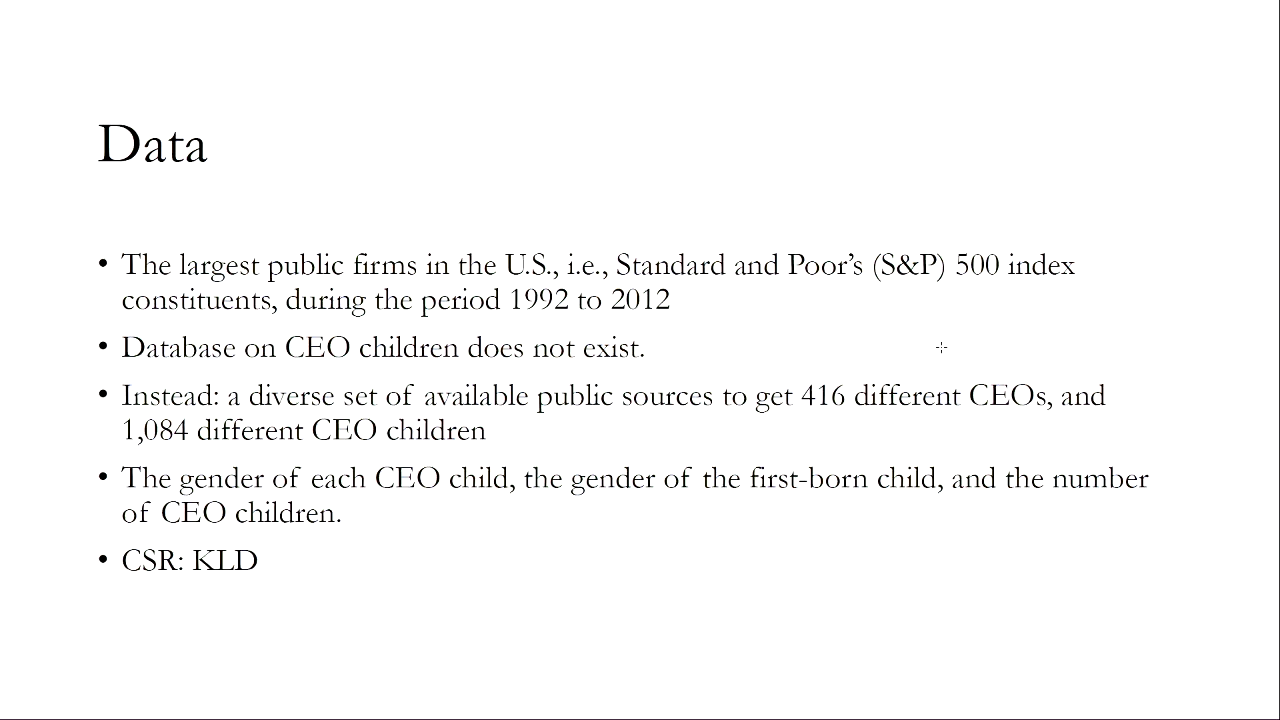 Data
• The largest public firms in the U.S., i.e., Standard and Poor’s (S&P) 500 index
constituents, during the period 1992 to 2012
• Database on CEO children does not exist.
• Instead: a diverse set of available public sources to get 416 different CEOs, and
1,084 different CEO children
• The gender of each CEO child, the gender of the first-born child, and the number
of CEO children.
• CSR: KLD